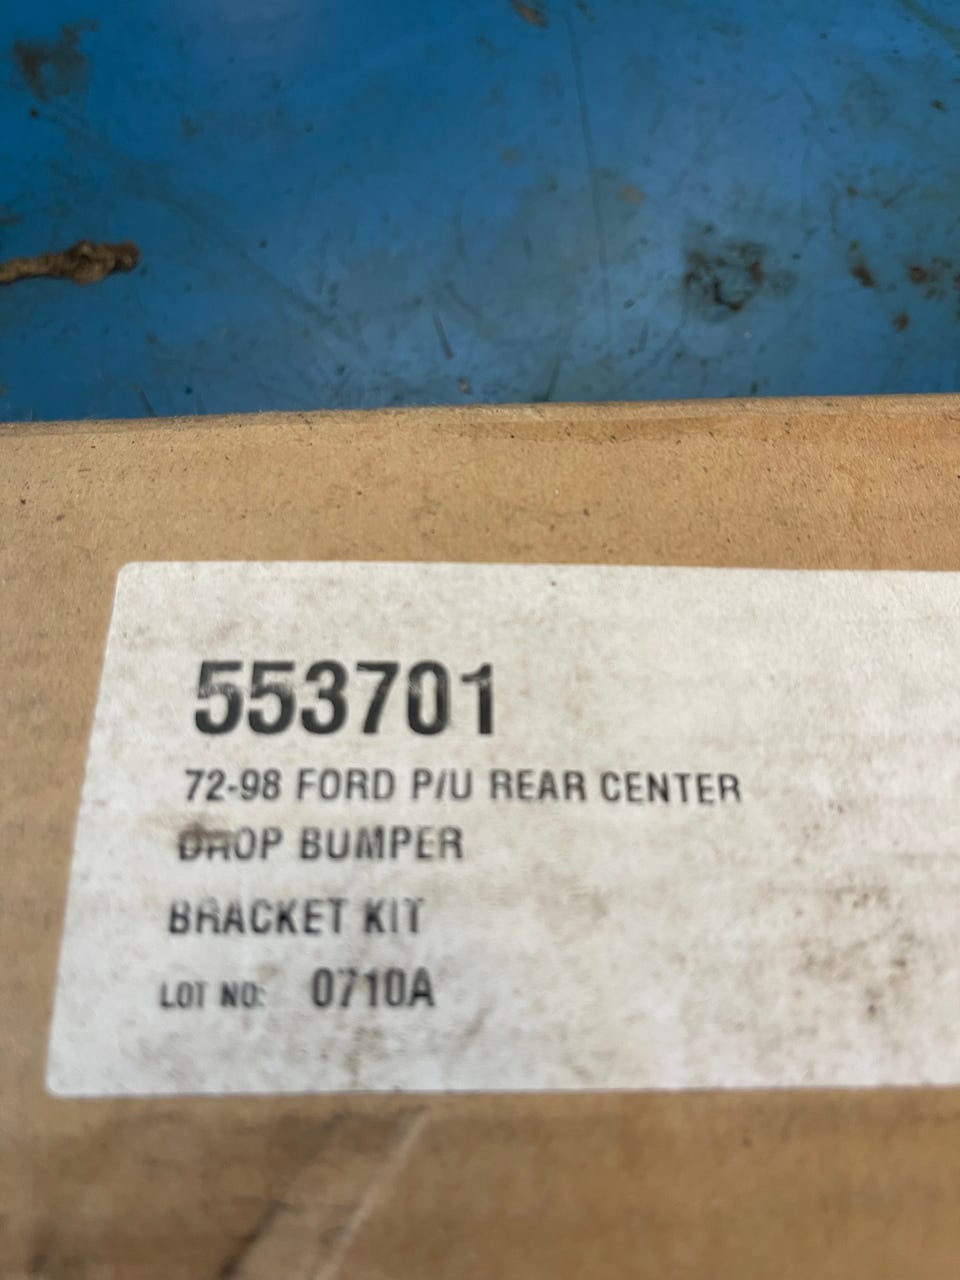 553701
72-98 FORD P/U REAR CENTER
DROP BUMPER
BRACKET KIT
LOT NO: 0710A